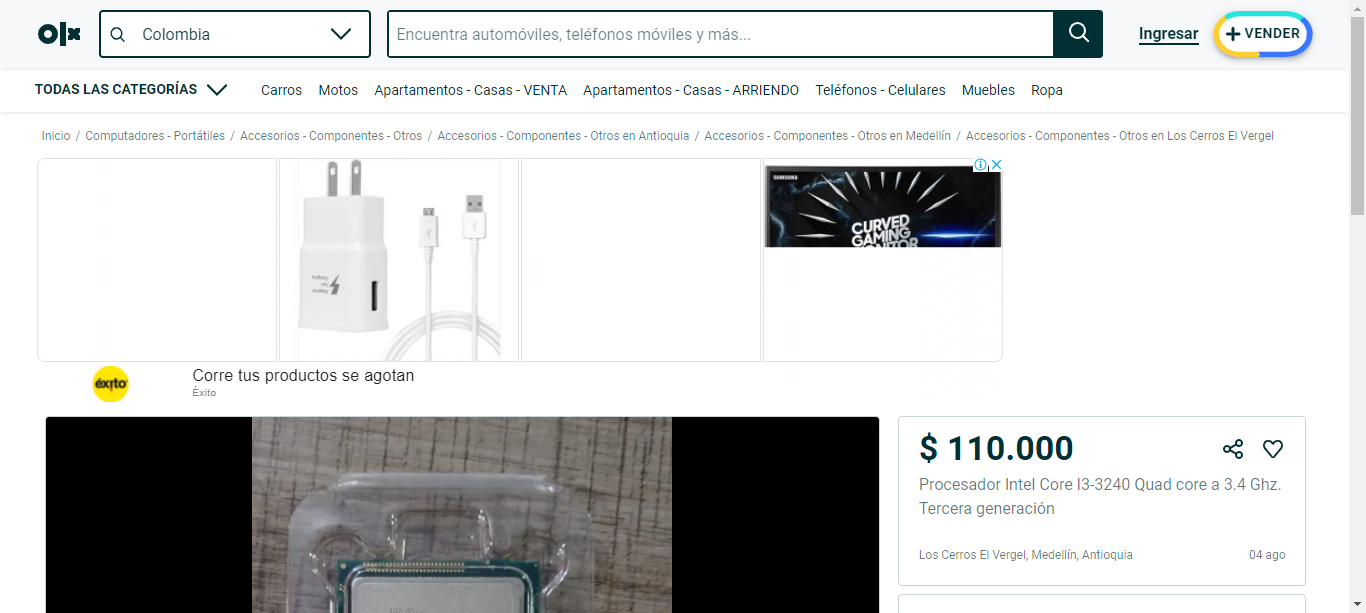 olx
Colombia
Encuentra automóviles, teléfonos móviles y más...
Ingresar
VENDER
TODAS LAS CATEGORÍAS
Carros
Motos
Apartamentos - Casas - VENTA
Apartamentos - Casas - ARRIENDO
Teléfonos - Celulares
Muebles
Ropa
Inicio / Computadores - Portátiles / Accesorios - Componentes - Otros / Accesorios - Componentes - Otros en Antioquia / Accesorios - Componentes - Otros en Medellín / Accesorios - Componentes - Otros en Los Cerros El Vergel
SAMSUNG
CURVED
GAMING
MONITOR
Adaptive
Fast
Charging
éxito
Corre tus productos se agotan
Éxito
$ 110.000
Procesador Intel Core I3-3240 Quad core a 3.4 Ghz.
Tercera generación
Los Cerros El Vergel, Medellín, Antioquia
04 ago